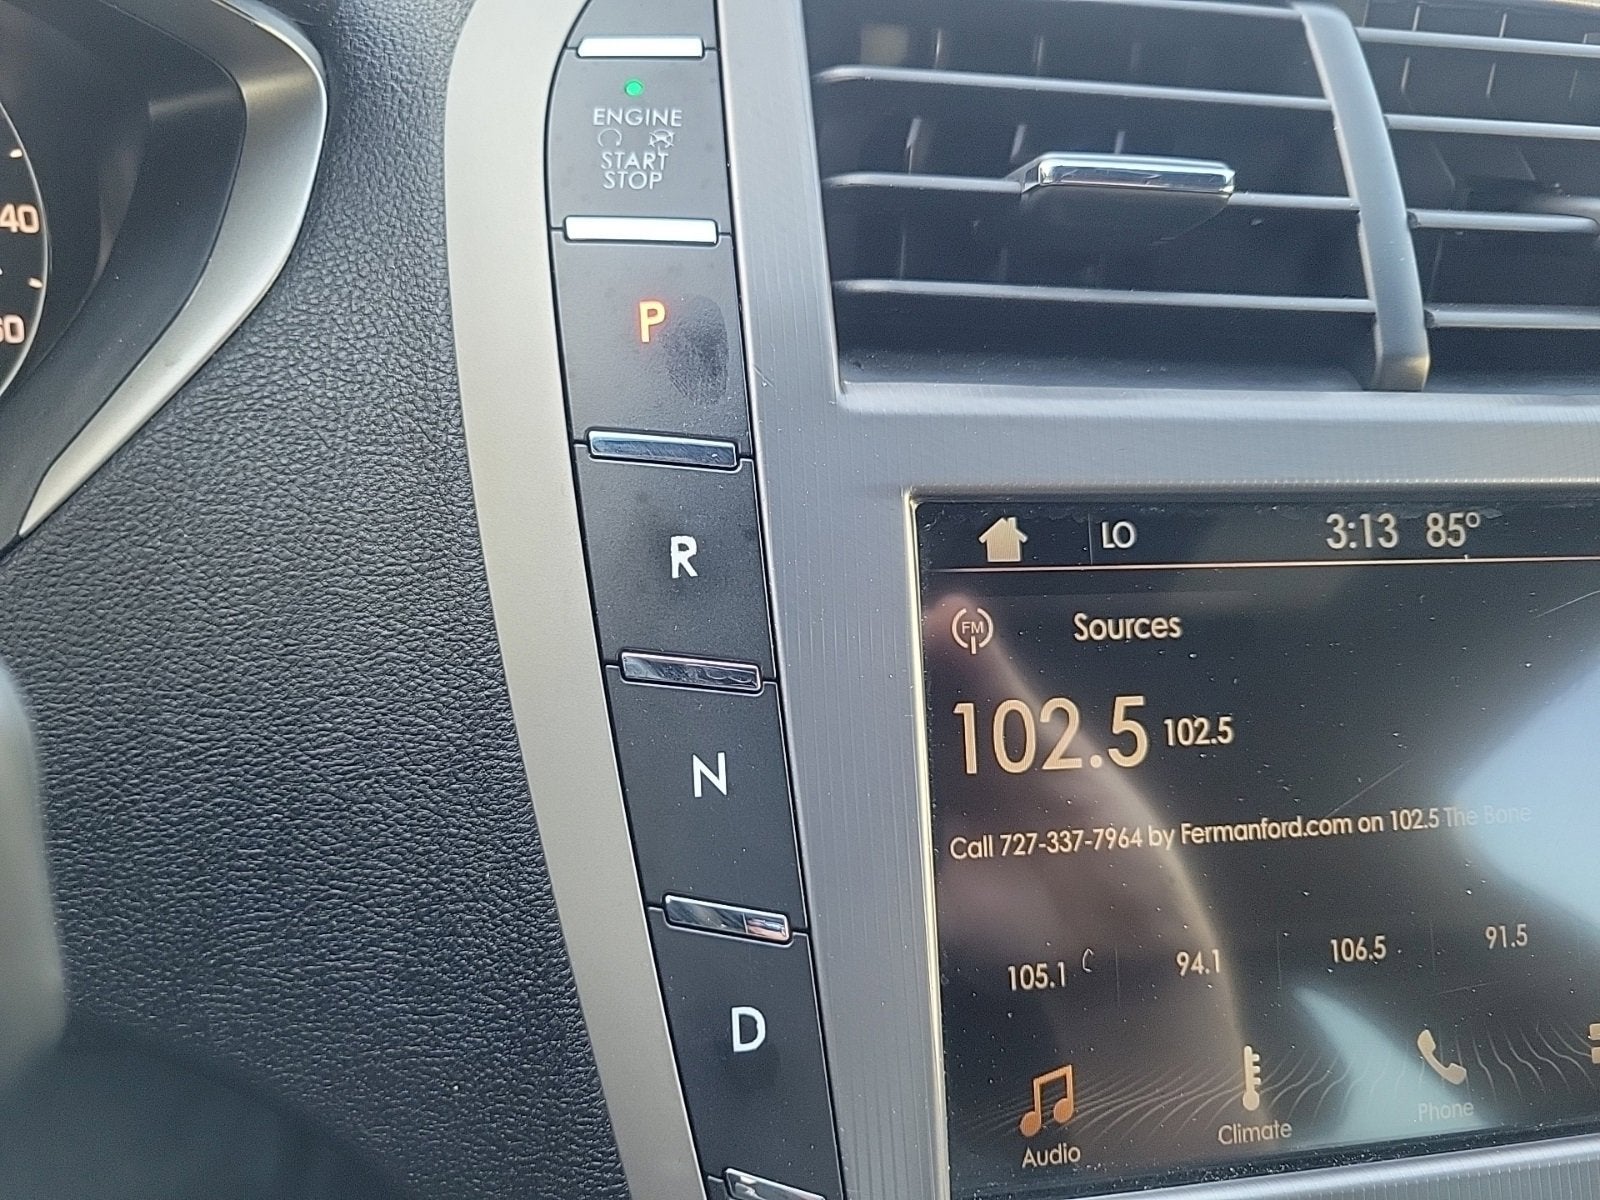 40
60
ENGINE
START
STOP
P
R
N
D
LO 3:13 85°
FM Sources
102.5 102.5
Call 727-337-7964 by Fermanford.com on 102.5 The Bone
105.1 94.1 106.5 91.5
Audio Climate Phone